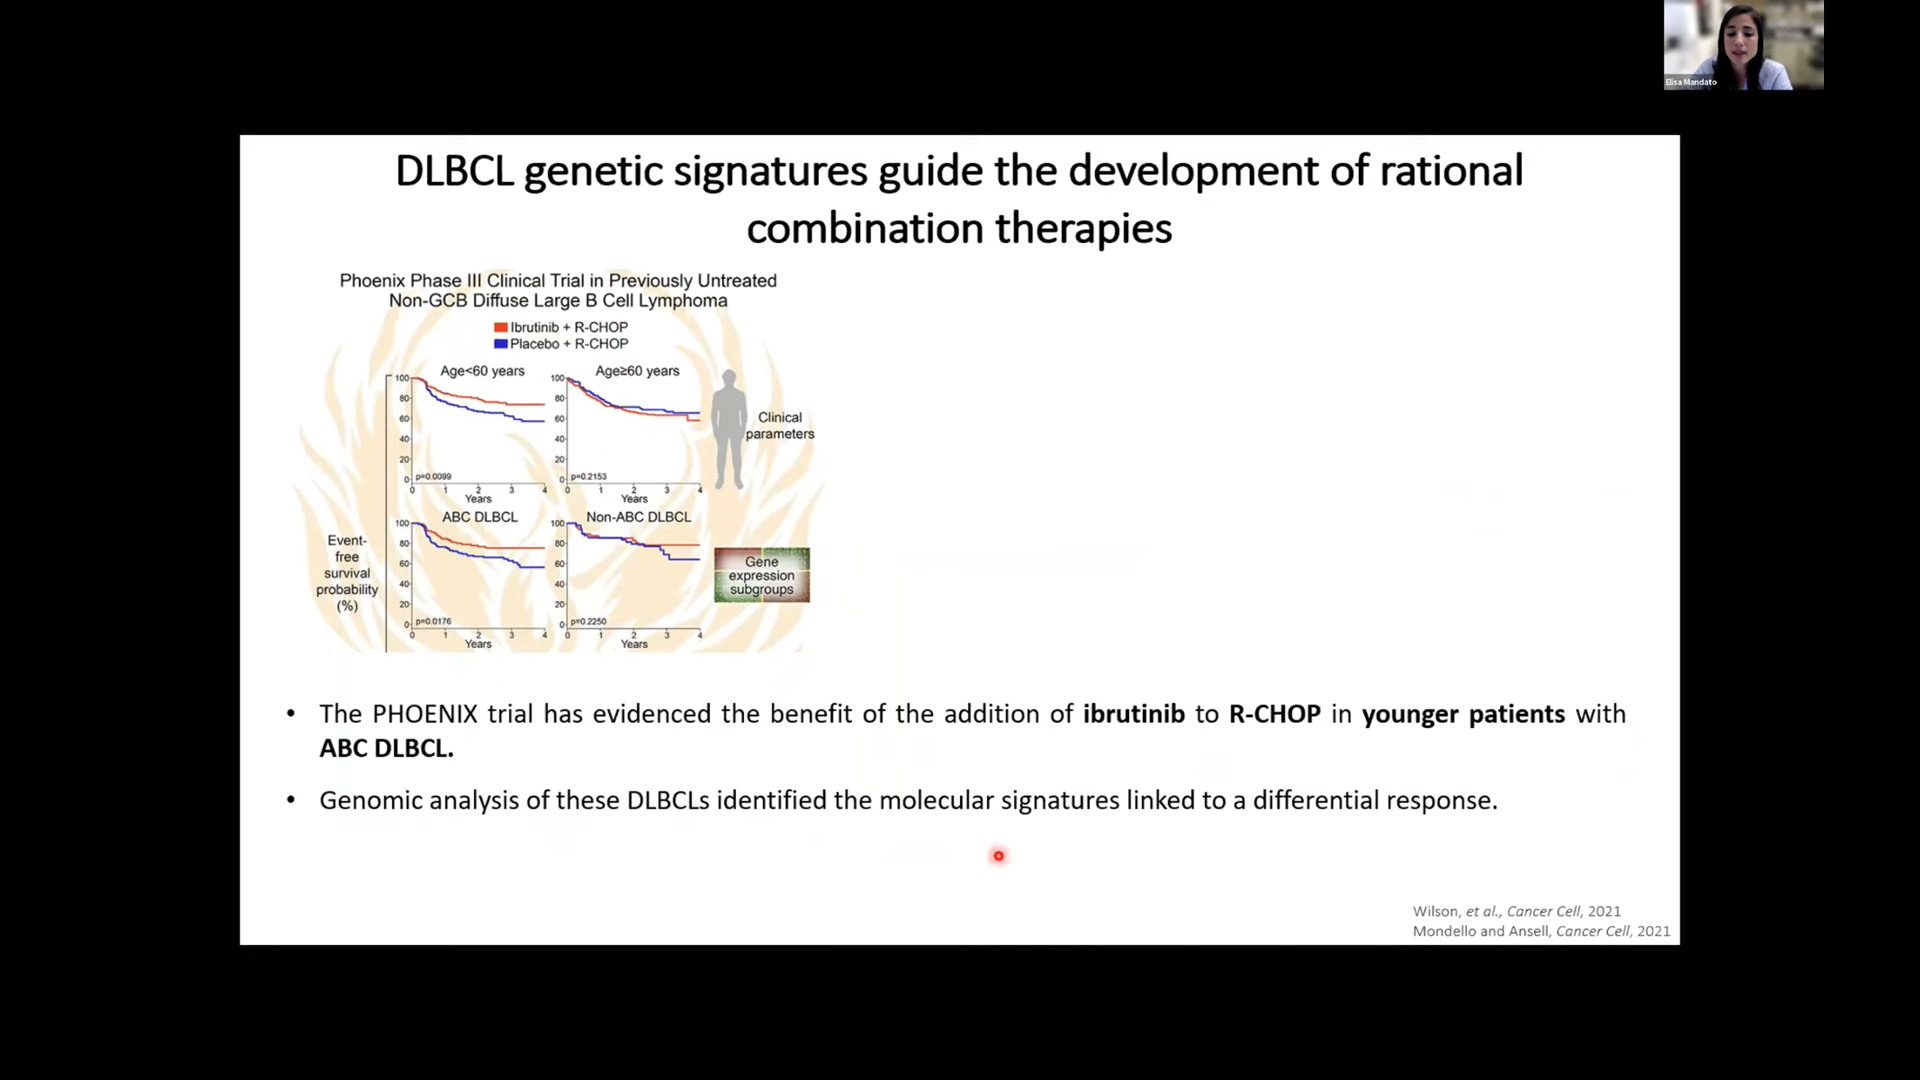 Elisa Mandato
DLBCL genetic signatures guide the development of rational
combination therapies
Phoenix Phase III Clinical Trial in Previously Untreated
Non-GCB Diffuse Large B Cell Lymphoma
Ibrutinib + R-CHOP
Placebo + R-CHOP
Age<60 years
100
80
60
40
20
0
p=0.0099
0 1 2 3 4
Years
Age≥60 years
100
80
60
40
20
0
p=0.2153
0 1 2 3 4
Years
Clinical
parameters
Event-
free
survival
probability
(%)
ABC DLBCL
100
80
60
40
20
0
p=0.0176
0 1 2 3 4
Years
Non-ABC DLBCL
100
80
60
40
20
0
p=0.2250
0 1 2 3 4
Years
Gene
expression
subgroups
• The PHOENIX trial has evidenced the benefit of the addition of ibrutinib to R-CHOP in younger patients with
ABC DLBCL.
• Genomic analysis of these DLBCLs identified the molecular signatures linked to a differential response.
Wilson, et al., Cancer Cell, 2021
Mondello and Ansell, Cancer Cell, 2021